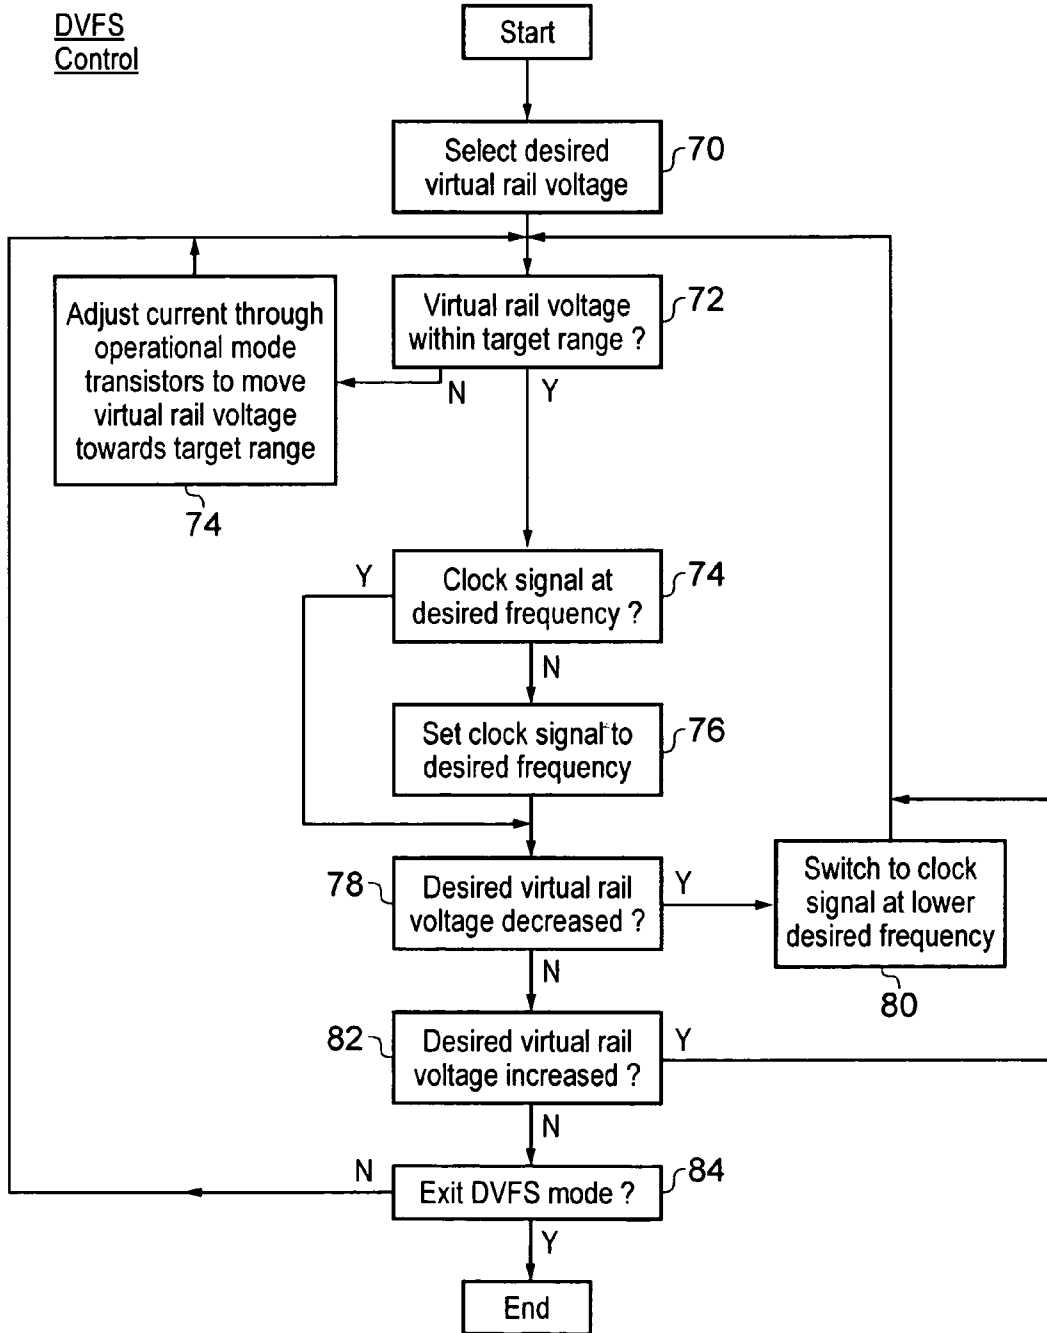 DVFS
Control
Start
Select desired
virtual rail voltage
70
Virtual rail voltage
within target range ?
72
N
Y
Adjust current through
operational mode
transistors to move
virtual rail voltage
towards target range
74
Y
Clock signal at
desired frequency ?
74
N
Set clock signal to
desired frequency
76
78
Desired virtual rail
voltage decreased ?
Y
Switch to clock
signal at lower
desired frequency
80
N
82
Desired virtual rail
voltage increased ?
Y
N
N
Exit DVFS mode ?
84
Y
End